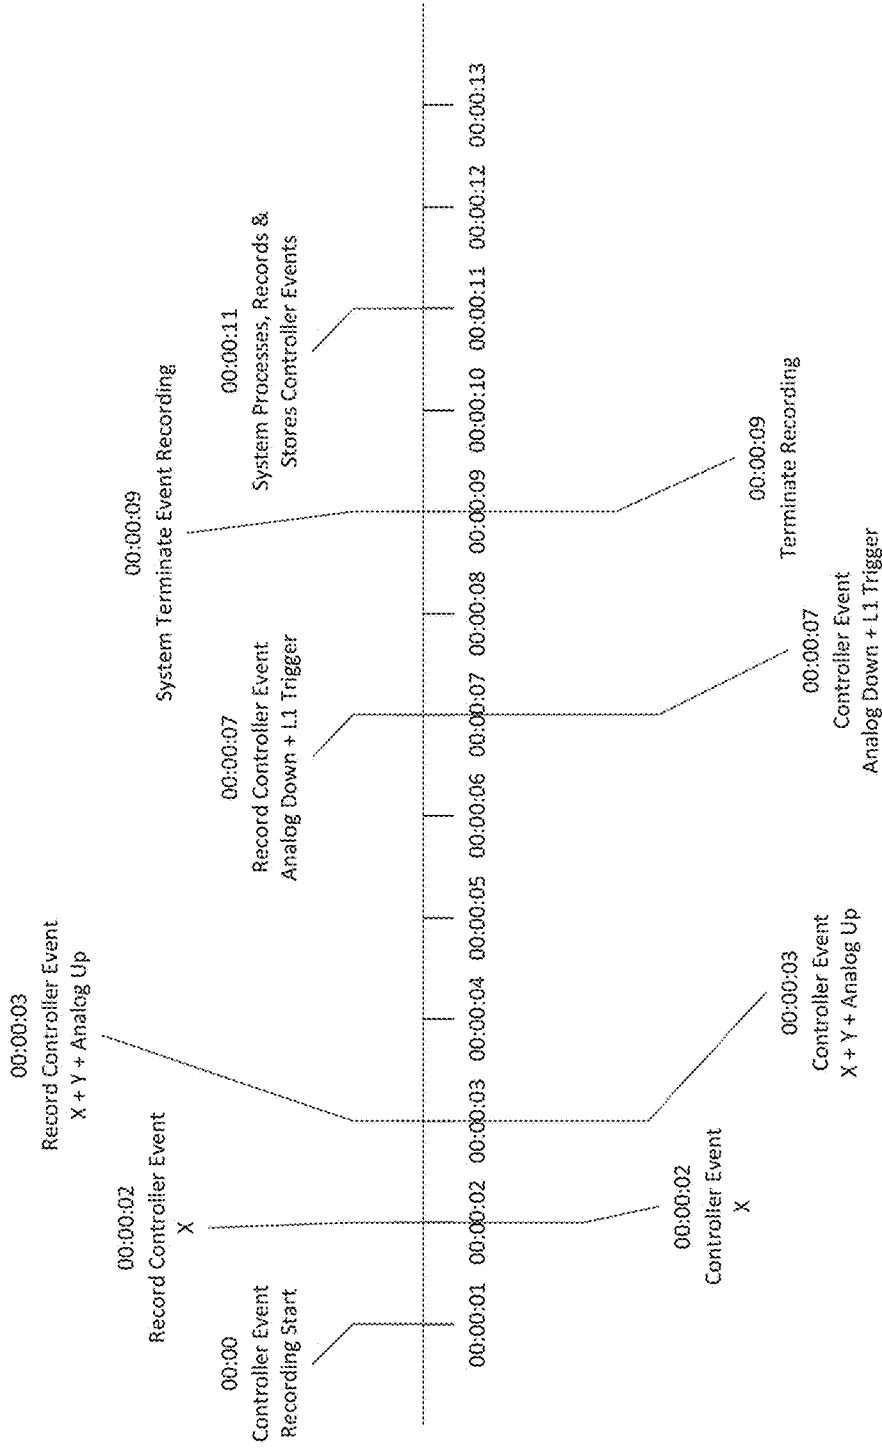 00:00:03
Record Controller Event
X + Y + Analog Up
00:00:02
Record Controller Event
X
00:00:09
System Terminate Event Recording
00:00
Controller Event
Recording Start
00:00:07
Record Controller Event
Analog Down + L1 Trigger
00:00:11
System Processes, Records &
Stores Controller Events
00:00:01
00:00:02
00:00:03
00:00:04
00:00:05
00:00:06
00:00:07
00:00:08
00:00:09
00:00:10
00:00:11
00:00:12
00:00:13
00:00:02
Controller Event
X
00:00:03
Controller Event
X + Y + Analog Up
00:00:07
Controller Event
Analog Down + L1 Trigger
00:00:09
Terminate Recording